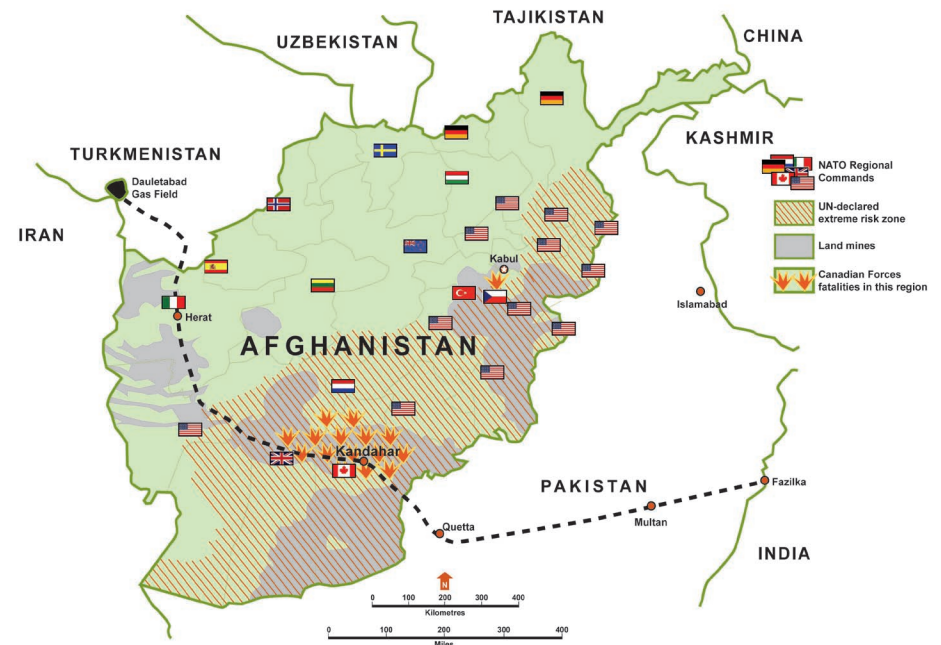 TAJIKISTAN
UZBEKISTAN
CHINA
KASHMIR
TURKMENISTAN
Dauletabad
Gas Field
IRAN
NATO Regional
Commands
UN-declared
extreme risk zone
Land mines
Canadian Forces
fatalities in this region
Kabul
Islamabad
Herat
AFGHANISTAN
Kandahar
PAKISTAN
Fazilka
Multan
Quetta
INDIA
N
0 100 200 300 400
Kilometres
0 100 200 300 400
Miles